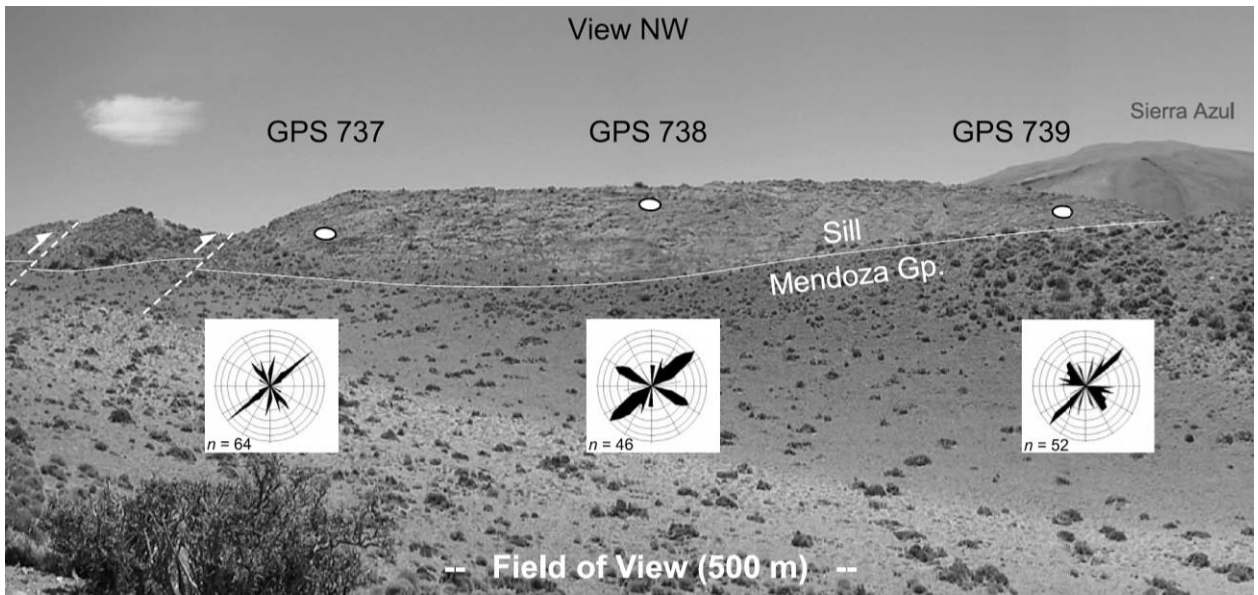 View NW
Sierra Azul
GPS 737
GPS 738
GPS 739
Sill
Mendoza Gp.
n = 64
n = 46
n = 52
-- Field of View (500 m) --